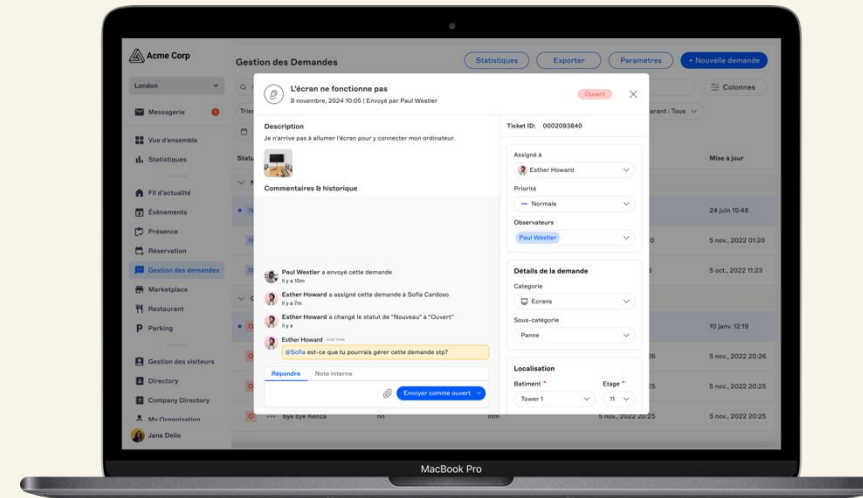 Acme Corp
London
Messagerie
Vue d'ensemble
Statistiques
Fil d'actualité
Évènements
Présence
Réservation
Gestion des demandes
Marketplace
Restaurant
Parking
Gestion des visiteurs
Directory
Company Directory
My Organisation
Jane Delio
Gestion des Demandes
Statistiques
Exporter
Paramètres
+ Nouvelle demande
Colonnes
Mise à jour
24 juin 15:49
5 nov., 2022 01:20
5 oct., 2022 11:23
10 janv. 12:19
5 nov., 2022 20:26
5 nov., 2022 20:25
5 nov., 2022 20:25
L'écran ne fonctionne pas
8 novembre, 2024 10:05 | Envoyé par Paul Westler
Ouvert
Description
Je n'arrive pas à allumer l'écran pour y connecter mon ordinateur.
Commentaires & historique
Paul Westler a envoyé cette demande
Il y a 10m
Esther Howard a assigné cette demande à Sofia Cardoso
Il y a 7m
Esther Howard a changé le statut de "Nouveau" à "Ouvert"
Il y a
Esther Howard Just now
@Sofia est-ce que tu pourrais gérer cette demande stp?
Répondre
Note interne
Envoyer comme ouvert
Ticket ID: 0002093840
Assigné à
Esther Howard
Priorité
Normale
Observateurs
Paul Westler
Détails de la demande
Categorie
Ecrans
Sous-catégorie
Panne
Localisation
Batiment *
Tower 1
Etage *
11
MacBook Pro